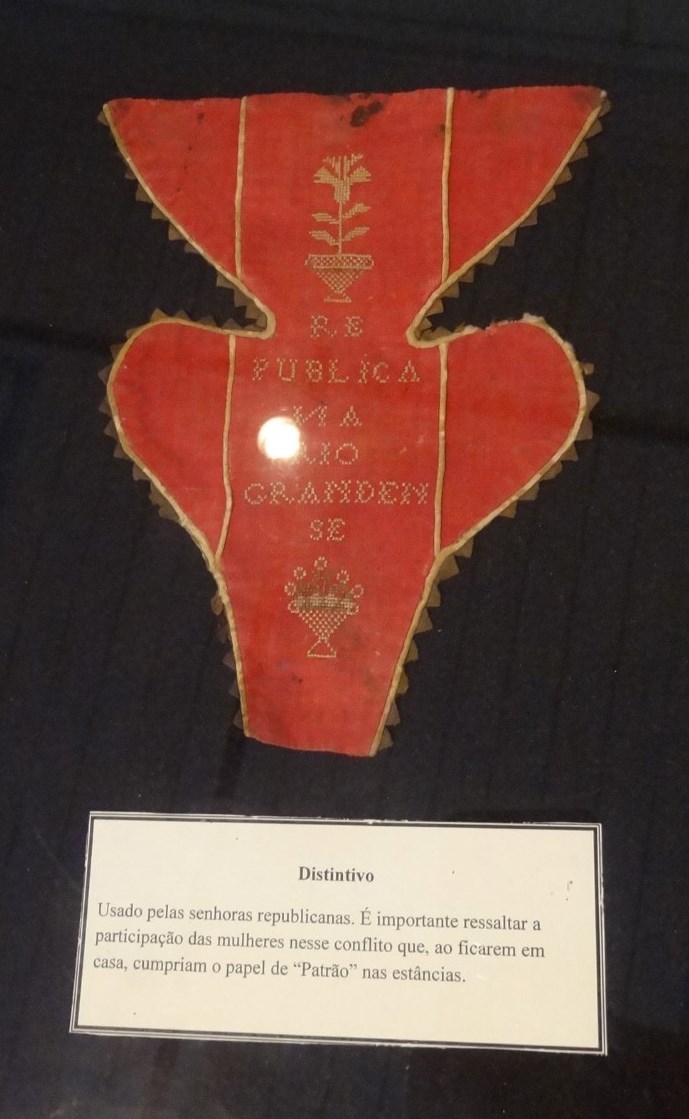 RE
PUBLICA
NA
RIO
GRANDEN
SE
Distintivo
Usado pelas senhoras republicanas. É importante ressaltar a
participação das mulheres nesse conflito que, ao ficarem em
casa, cumpriam o papel de “Patrão” nas estâncias.